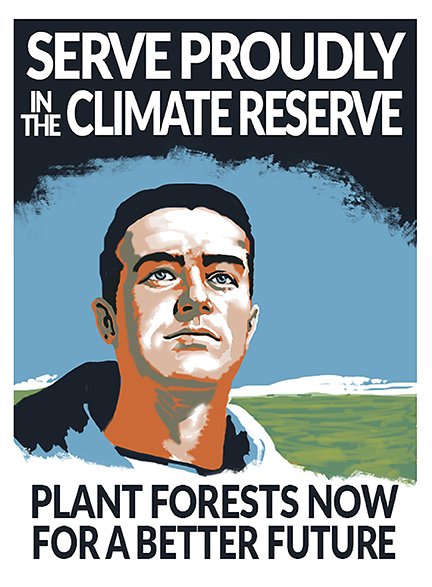 SERVE PROUDLY
IN THE CLIMATE RESERVE
PLANT FORESTS NOW
FOR A BETTER FUTURE